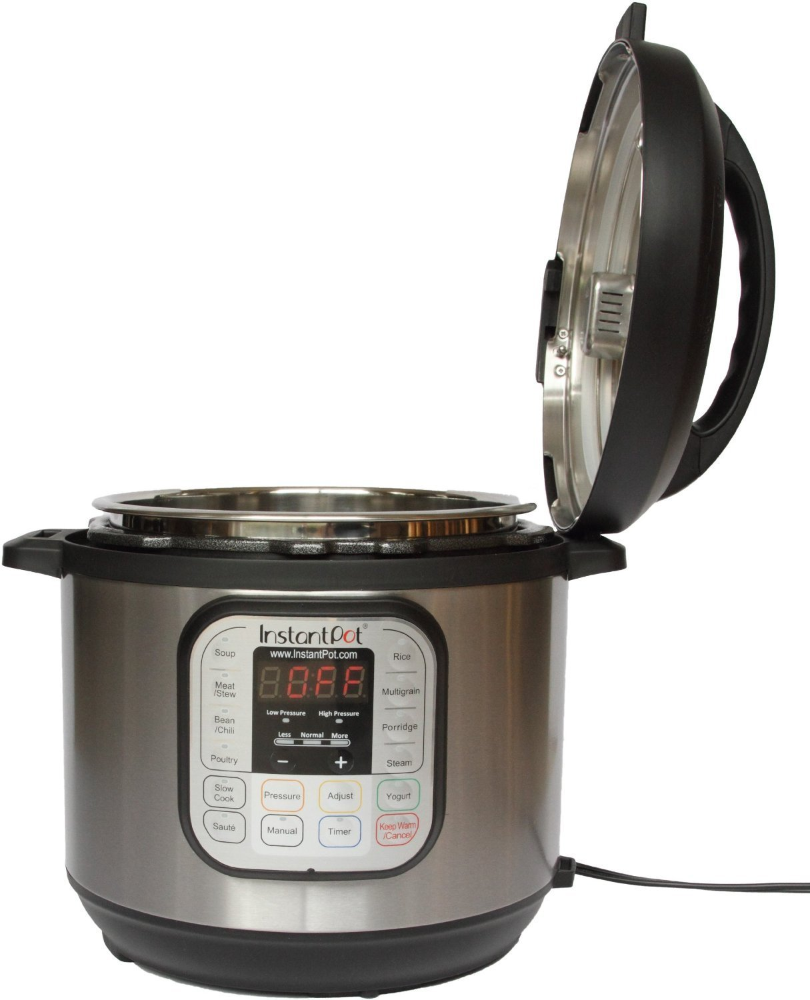 InstantPot®
www.InstantPot.com
OFF
Low Pressure High Pressure
Less Normal More
− +
Soup
Meat
/Stew
Bean
/Chili
Poultry
Rice
Multigrain
Porridge
Steam
Slow
Cook
Pressure
Adjust
Yogurt
Sauté
Manual
Timer
Keep Warm
/Cancel